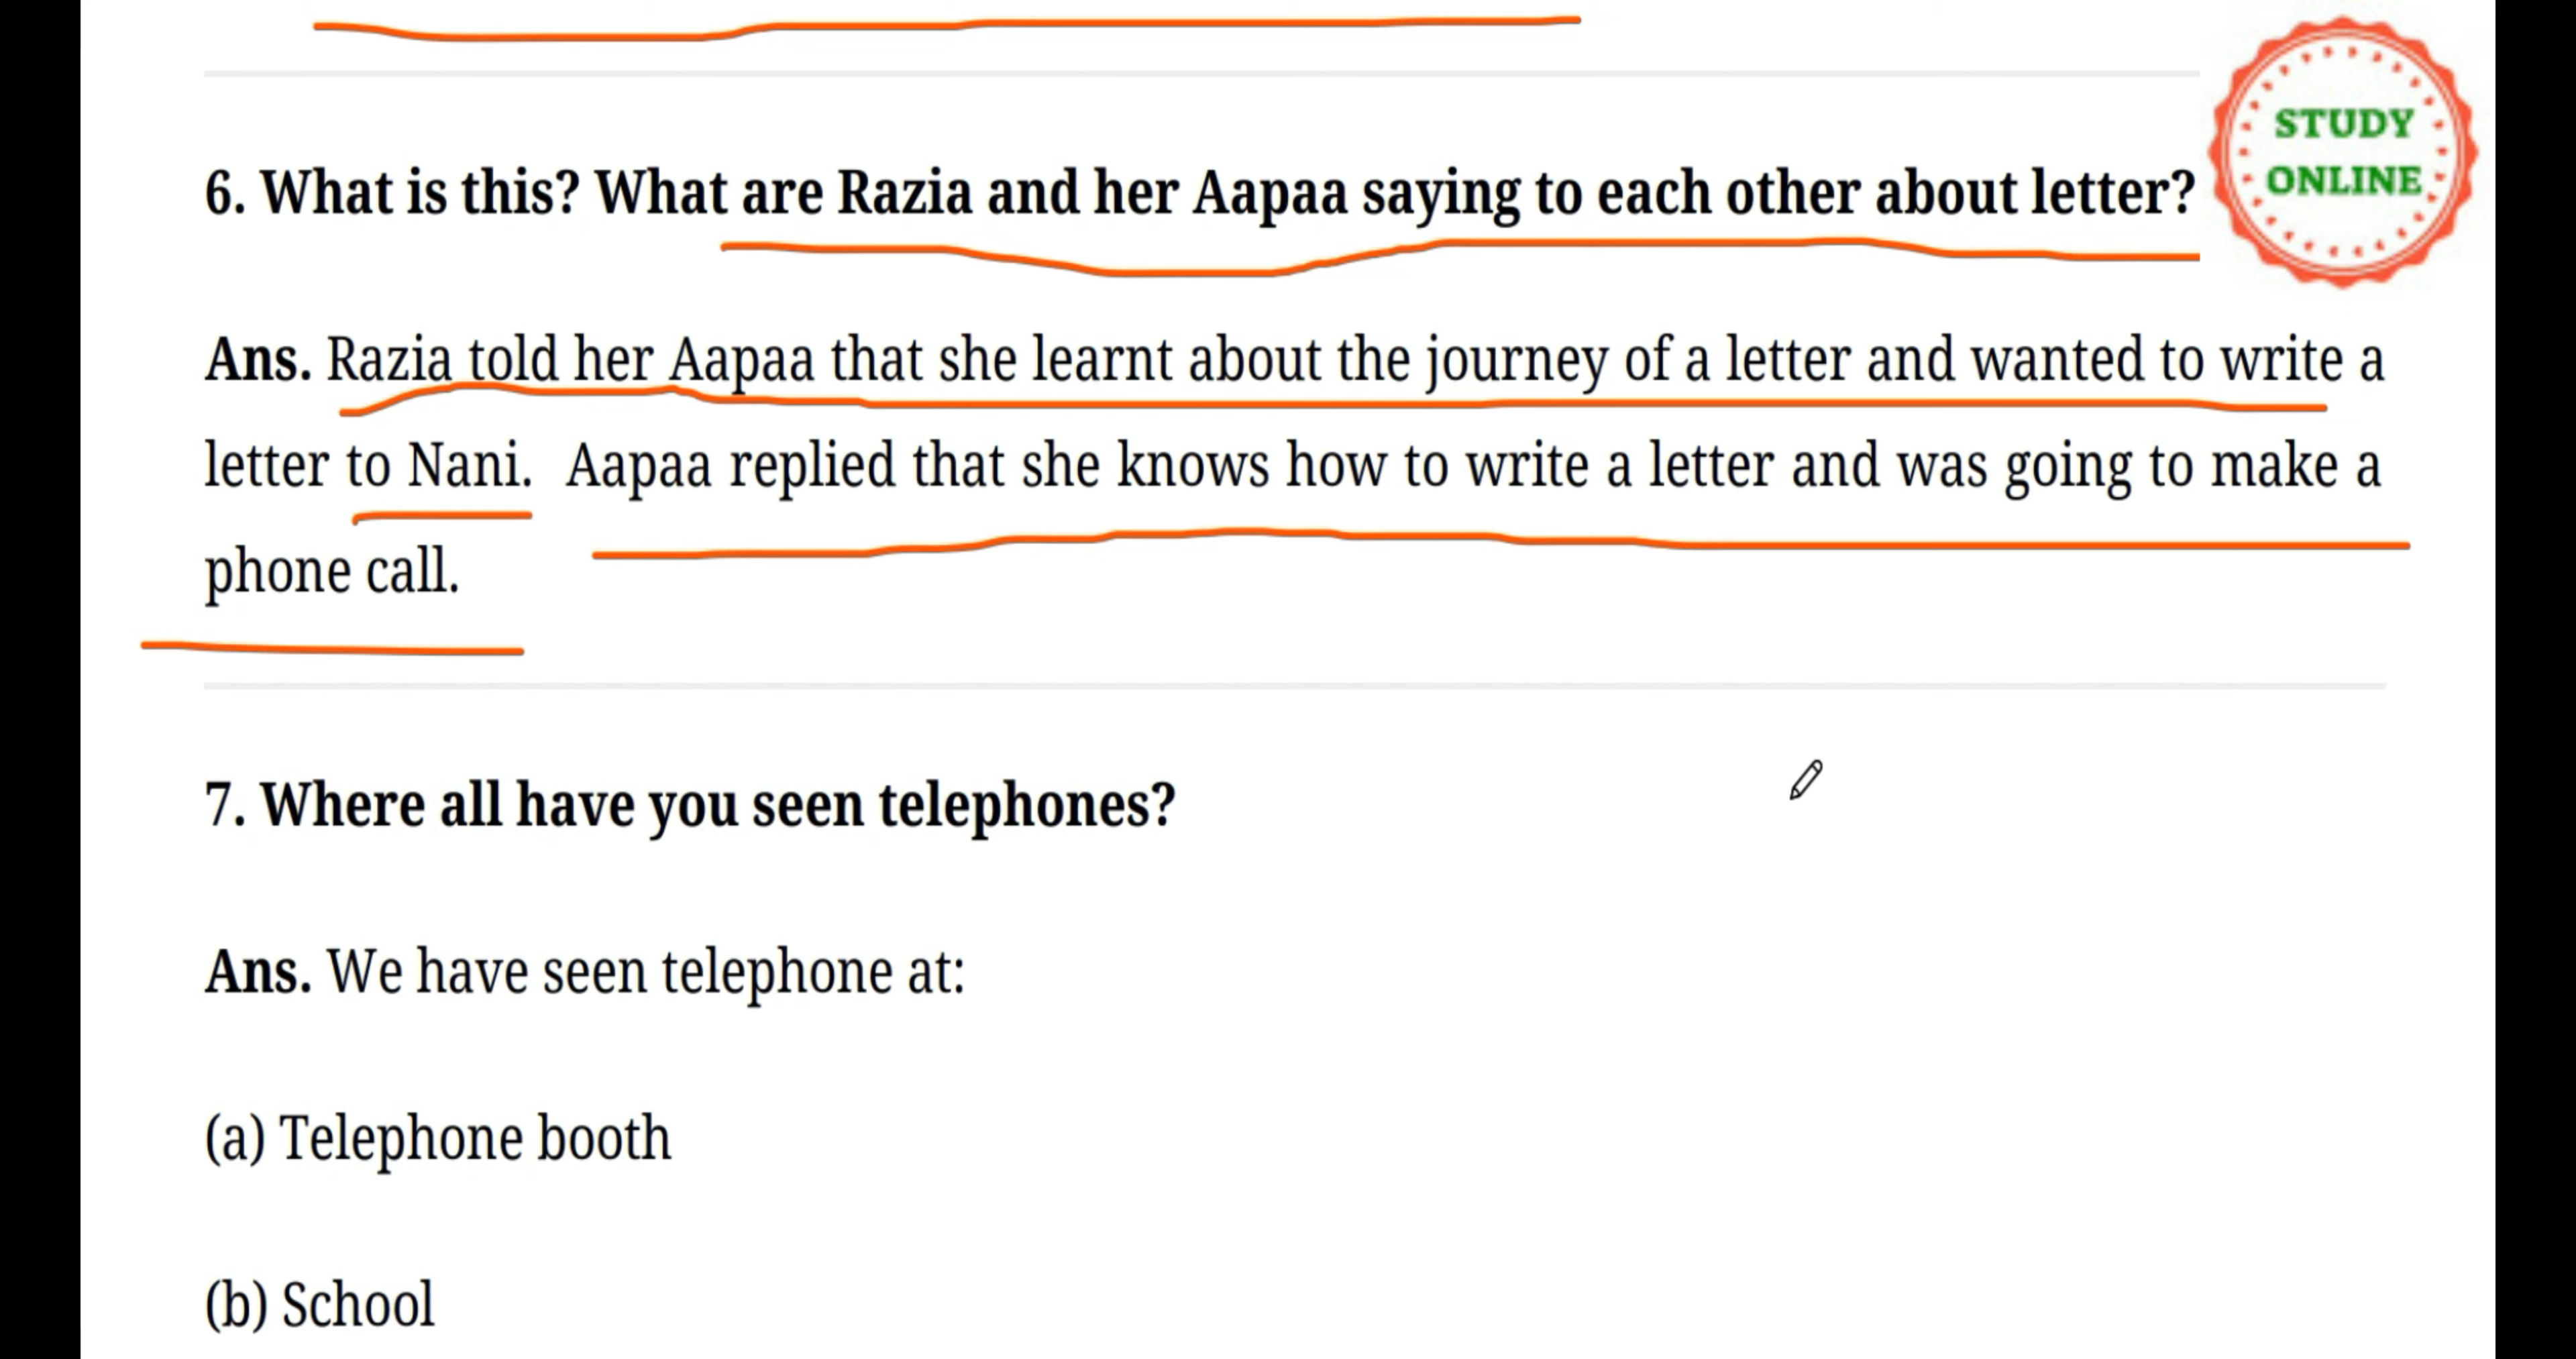 STUDY
ONLINE
6. What is this? What are Razia and her Aapaa saying to each other about letter?
Ans. Razia told her Aapaa that she learnt about the journey of a letter and wanted to write a
letter to Nani. Aapaa replied that she knows how to write a letter and was going to make a
phone call.
7. Where all have you seen telephones?
Ans. We have seen telephone at:
(a) Telephone booth
(b) School